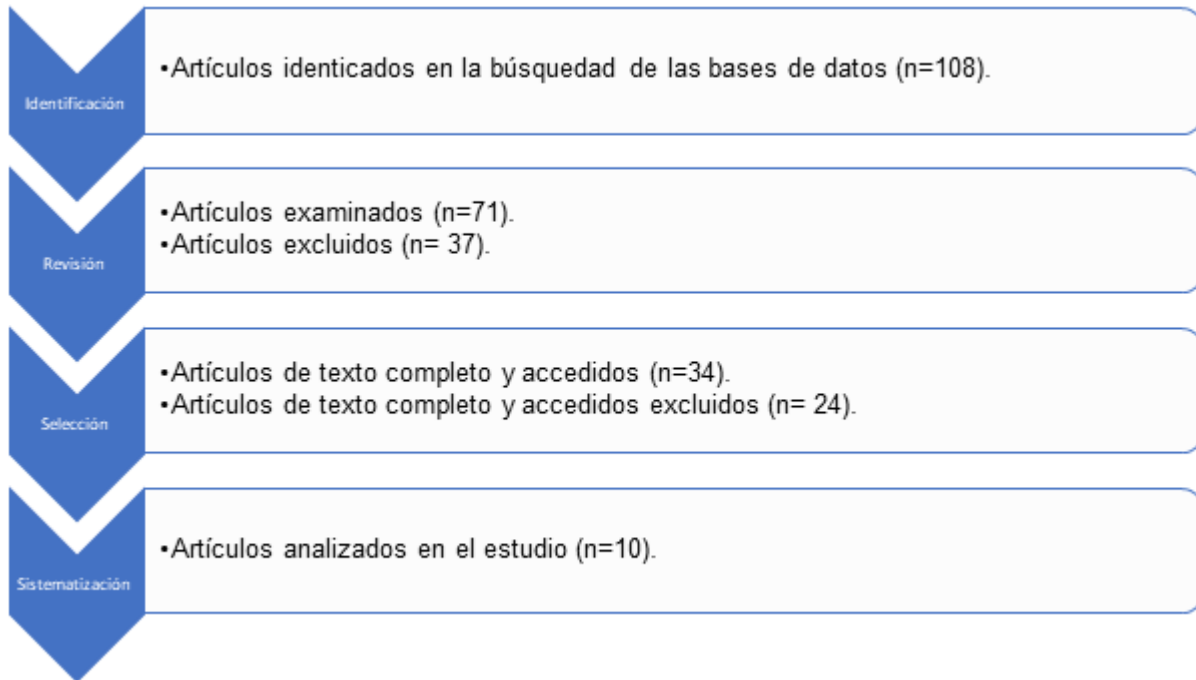 Identificación
•Artículos identicados en la búsquedad de las bases de datos (n=108).
Revisión
•Artículos examinados (n=71).
•Artículos excluidos (n= 37).
Selección
•Artículos de texto completo y accedidos (n=34).
•Artículos de texto completo y accedidos excluidos (n= 24).
Sistematización
•Artículos analizados en el estudio (n=10).